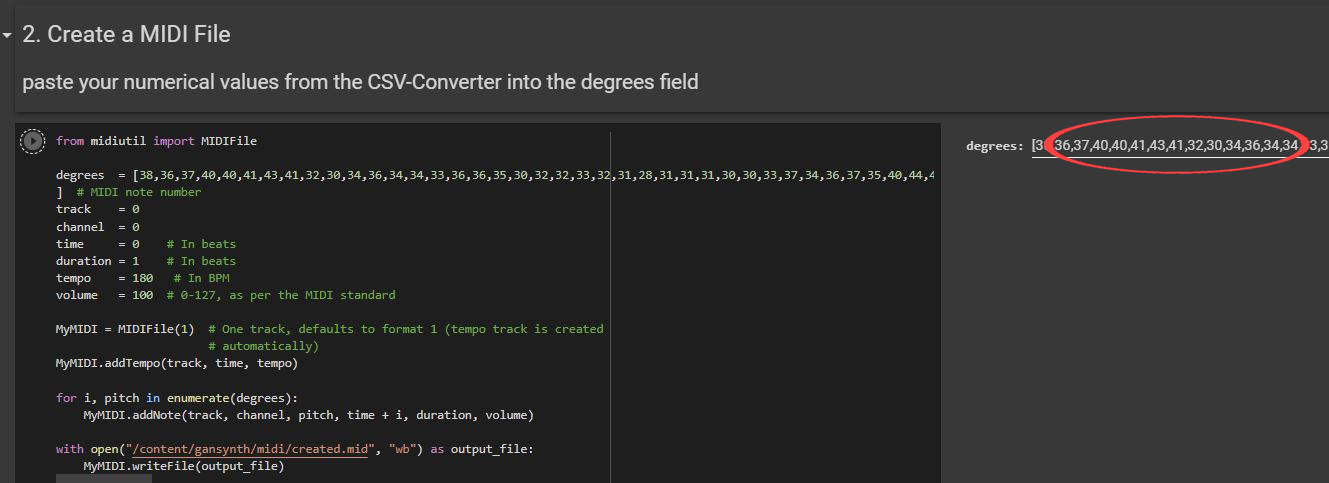 2. Create a MIDI File
paste your numerical values from the CSV-Converter into the degrees field
from midiutil import MIDIFile
degrees  = [38,36,37,40,40,41,43,41,32,30,34,36,34,34,33,36,36,35,30,32,32,33,32,31,28,31,31,31,30,30,33,37,34,36,37,35,40,44,4
]  # MIDI note number
track    = 0
channel  = 0
time     = 0    # In beats
duration = 1    # In beats
tempo    = 180   # In BPM
volume   = 100  # 0-127, as per the MIDI standard
MyMIDI = MIDIFile(1)  # One track, defaults to format 1 (tempo track is created
# automatically)
MyMIDI.addTempo(track, time, tempo)
for i, pitch in enumerate(degrees):
MyMIDI.addNote(track, channel, pitch, time + i, duration, volume)
with open("/content/gansynth/midi/created.mid", "wb") as output_file:
MyMIDI.writeFile(output_file)
degrees: [3 36,37,40,40,41,43,41,32,30,34,36,34,34 3,3